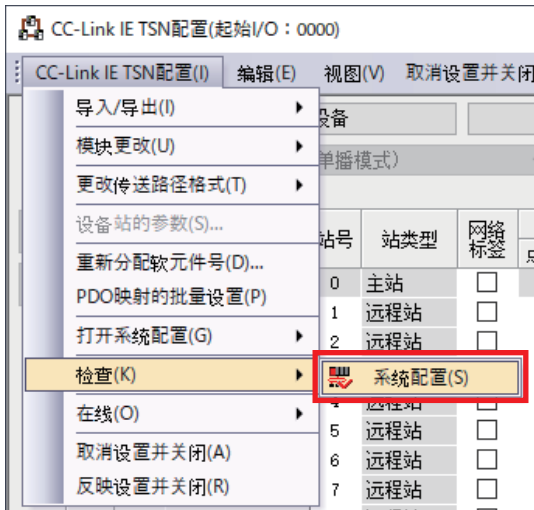 CC-Link IE TSN配置(起始I/O：0000)
CC-Link IE TSN配置(I) 编辑(E) 视图(V) 取消设置并关闭
导入/导出(I)
设备
模块更改(U)
单播模式)
更改传送路径格式(T)
设备站的参数(S)...
站号 站类型 网络标签
重新分配软元件号(D)...
0 主站
PDO映射的批量设置(P)
1 远程站
打开系统配置(G)
2 远程站
检查(K)
系统配置(S)
在线(O)
4 远程站
5 远程站
取消设置并关闭(A)
6 远程站
反映设置并关闭(R)
7 远程站